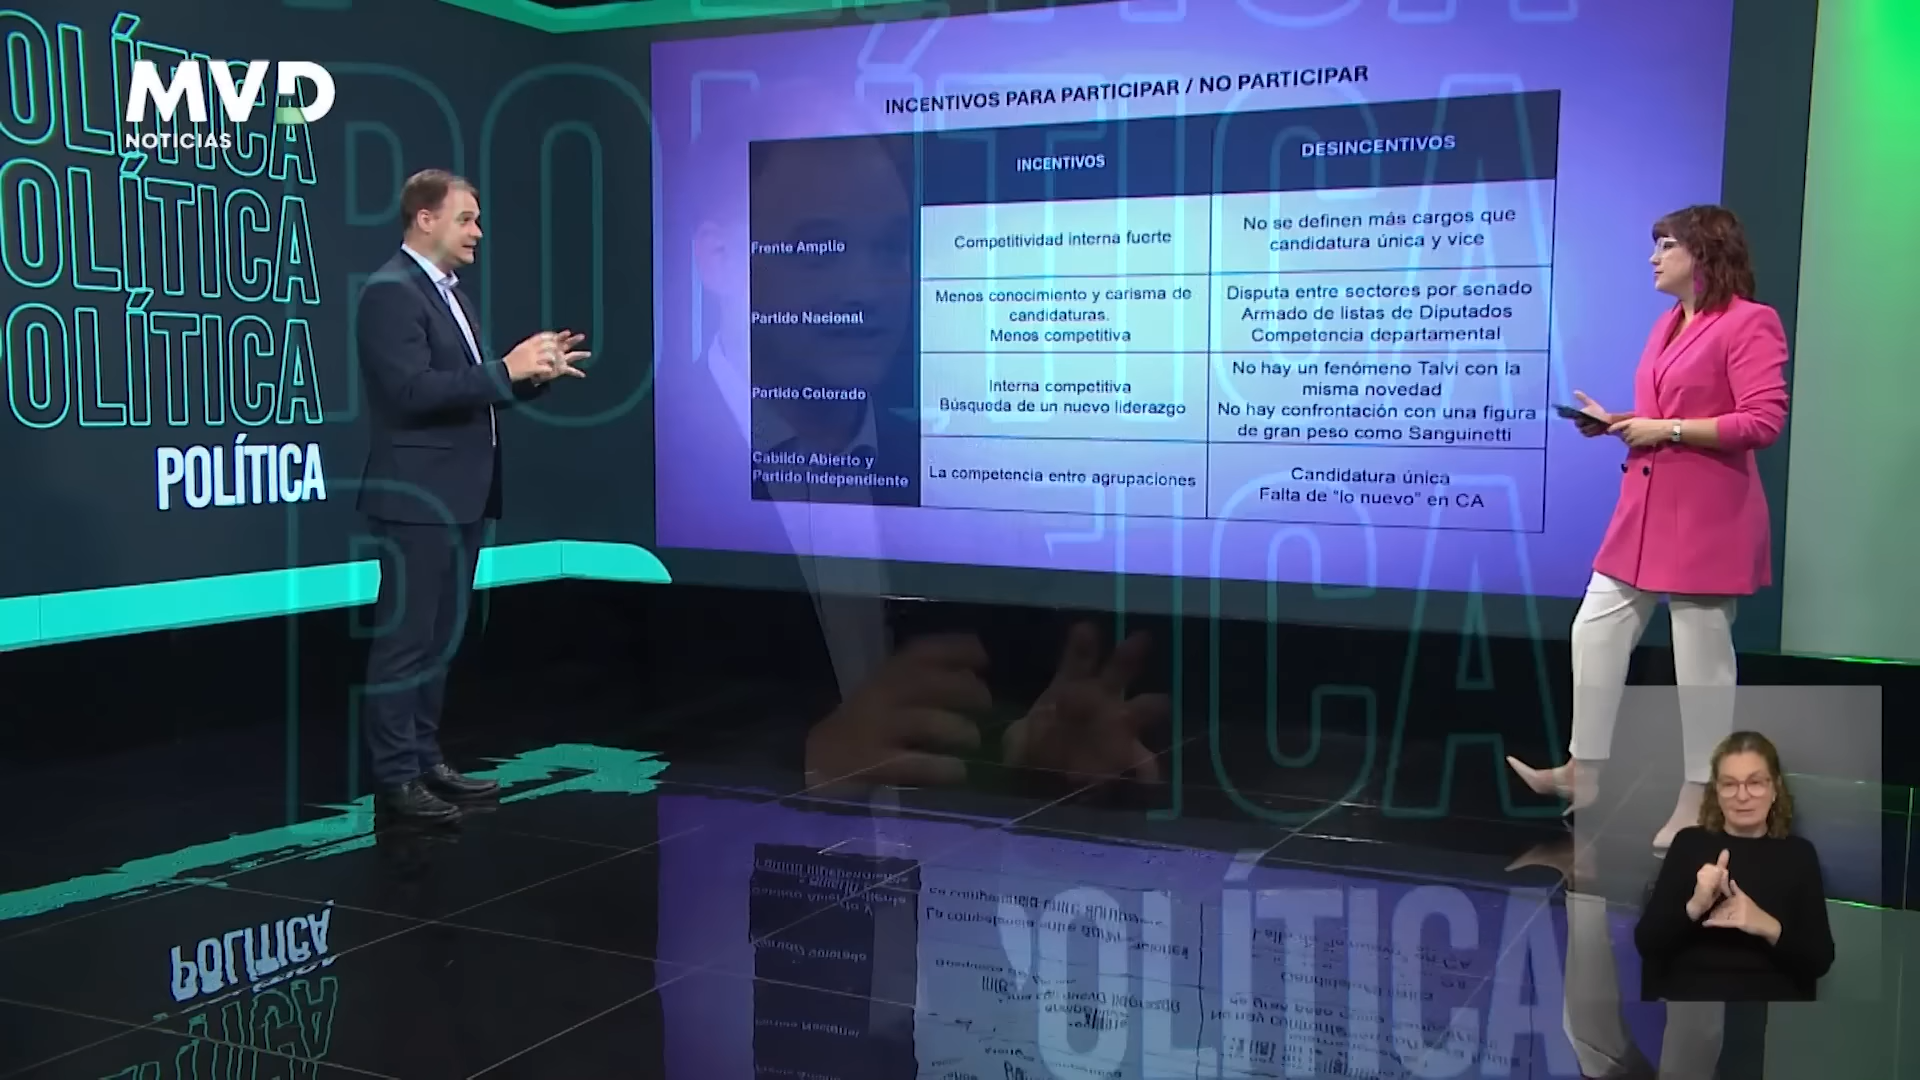 OLÍTICA
MVD
NOTICIAS
OLÍTICA
POLÍTICA
POLÍTICA
INCENTIVOS PARA PARTICIPAR / NO PARTICIPAR
INCENTIVOS
DESINCENTIVOS
Frente Amplio
Competitividad interna fuerte
No se definen más cargos que
candidatura única y vice
Partido Nacional
Menos conocimiento y carisma de
candidaturas.
Menos competitiva
Disputa entre sectores por senado
Armado de listas de Diputados
Competencia departamental
Partido Colorado
Interna competitiva
Búsqueda de un nuevo liderazgo
No hay un fenómeno Talvi con la
misma novedad
No hay confrontación con una figura
de gran peso como Sanguinetti
Cabildo Abierto y
Partido Independiente
La competencia entre agrupaciones
Candidatura única
Falta de "lo nuevo" en CA
POLÍTICA
POLÍTICA